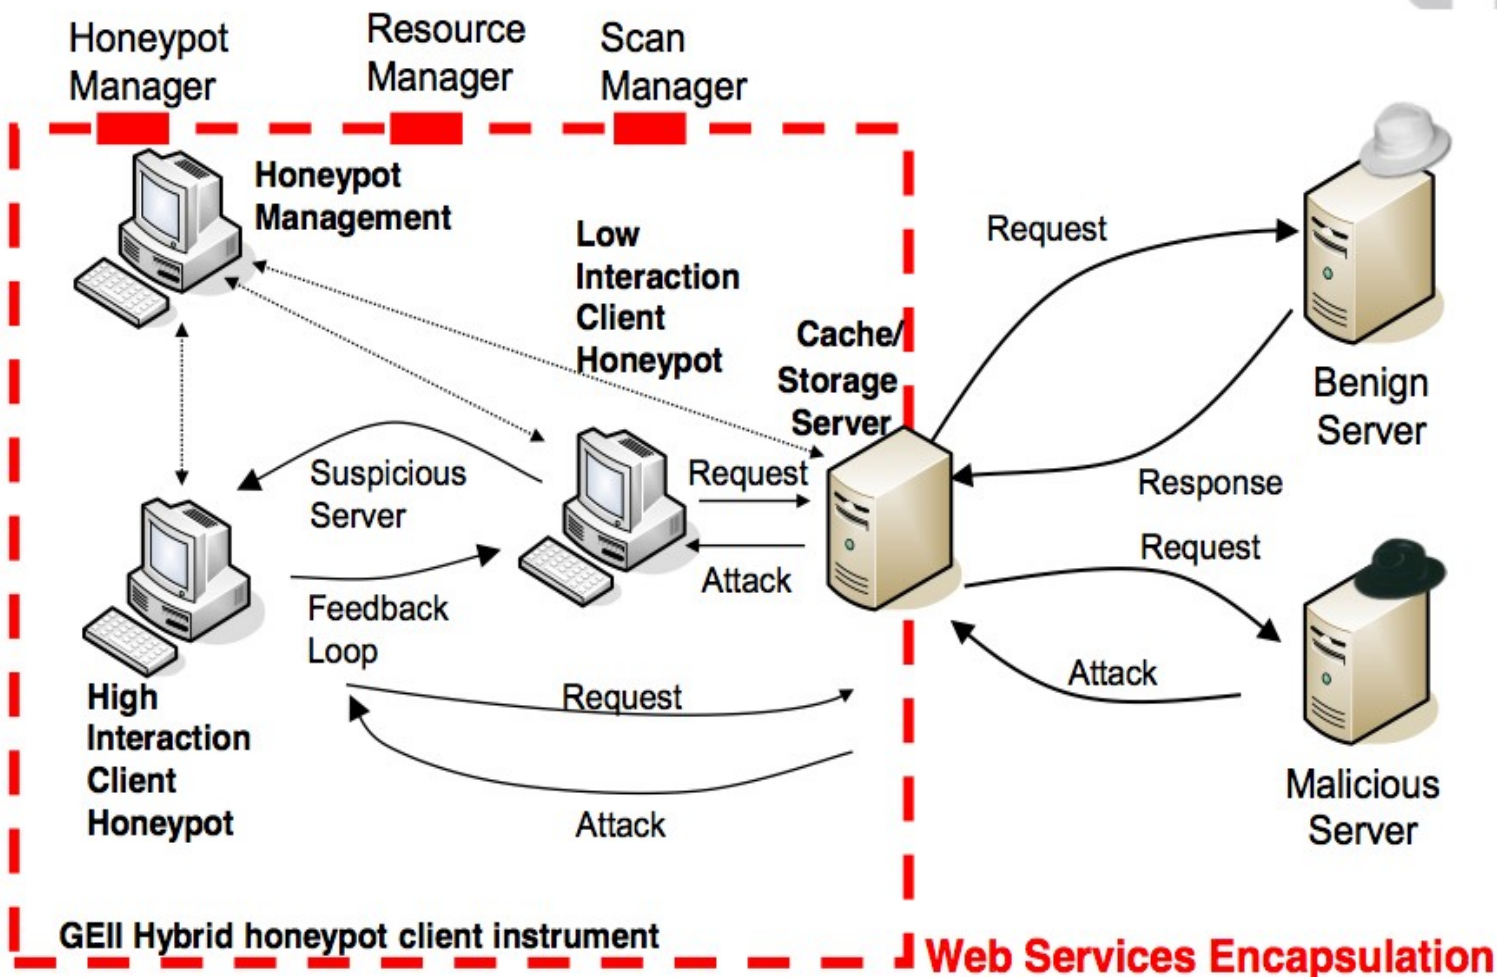 Honeypot
Manager
Resource
Manager
Scan
Manager
Honeypot
Management
Low
Interaction
Client
Honeypot
Cache/
Storage
Server
Request
Benign
Server
Response
Suspicious
Server
Request
Attack
Request
Feedback
Loop
Attack
High
Interaction
Client
Honeypot
Request
Attack
Malicious
Server
GEII Hybrid honeypot client instrument
Web Services Encapsulation